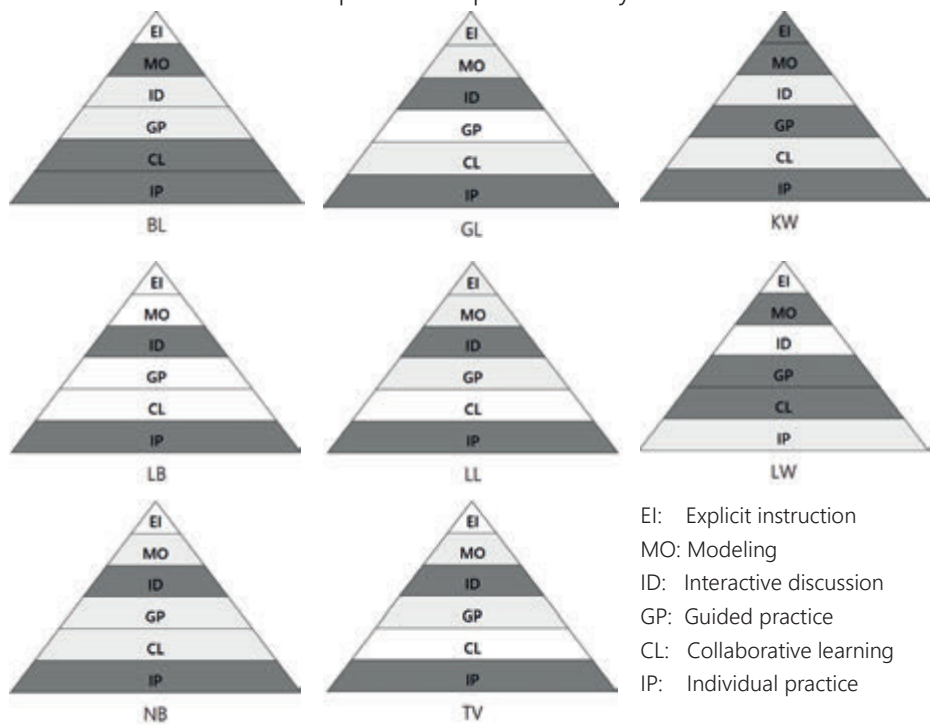 EI EI EI
MO MO MO
ID ID ID
GP GP GP
CL CL CL
IP IP IP
BL GL KW
EI EI EI
MO MO MO
ID ID ID
GP GP GP
CL CL CL
IP IP IP
LB LL LW
EI EI EI: Explicit instruction
MO MO MO: Modeling
ID ID ID: Interactive discussion
GP GP GP: Guided practice
CL CL CL: Collaborative learning
IP IP IP: Individual practice
NB TV